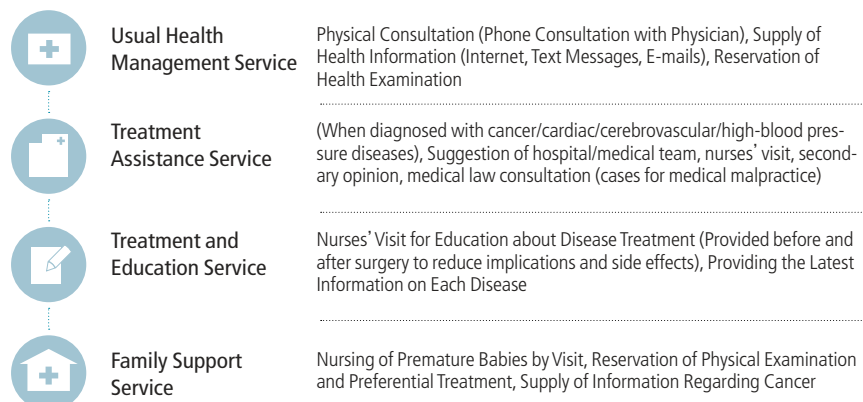 Usual Health
Management Service
Physical Consultation (Phone Consultation with Physician), Supply of
Health Information (Internet, Text Messages, E-mails), Reservation of
Health Examination
Treatment
Assistance Service
(When diagnosed with cancer/cardiac/cerebrovascular/high-blood pres-
sure diseases), Suggestion of hospital/medical team, nurses’ visit, second-
ary opinion, medical law consultation (cases for medical malpractice)
Treatment and
Education Service
Nurses’ Visit for Education about Disease Treatment (Provided before and
after surgery to reduce implications and side effects), Providing the Latest
Information on Each Disease
Family Support
Service
Nursing of Premature Babies by Visit, Reservation of Physical Examination
and Preferential Treatment, Supply of Information Regarding Cancer